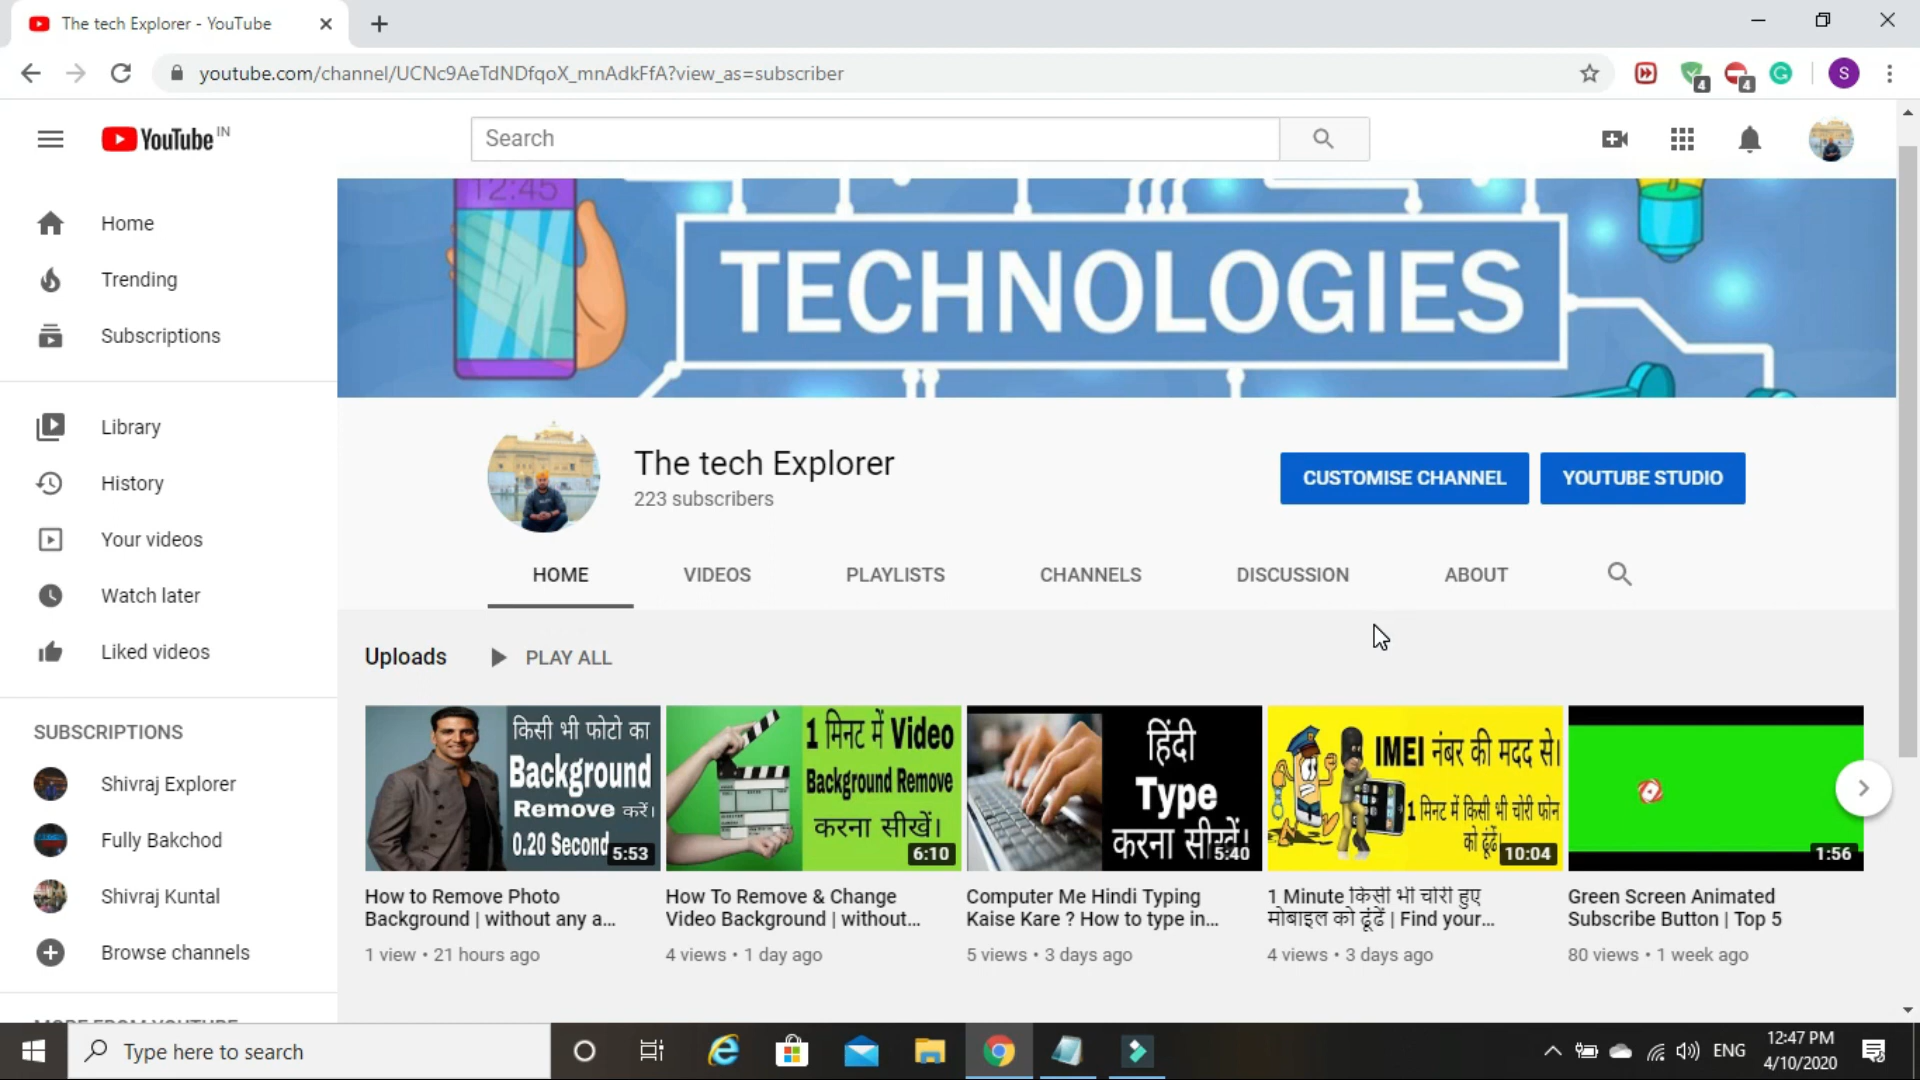 The tech Explorer - YouTube
youtube.com/channel/UCNc9AeTdNDfqoX_mnAdkFfA?view_as=subscriber
4
4
G
S
YouTube IN
Search
Home
Trending
Subscriptions
Library
History
Your videos
Watch later
Liked videos
SUBSCRIPTIONS
Shivraj Explorer
Fully Bakchod
Shivraj Kuntal
Browse channels
MORE FROM YOUTUBE
12:45
TECHNOLOGIES
The tech Explorer
223 subscribers
CUSTOMISE CHANNEL
YOUTUBE STUDIO
HOME
VIDEOS
PLAYLISTS
CHANNELS
DISCUSSION
ABOUT
Uploads
PLAY ALL
किसी भी फोटो का
Background
Remove करें।
0.20 Second
5:53
How to Remove Photo
Background | without any a...
1 view • 21 hours ago
1 मिनट में Video
Background Remove
करना सीखें।
6:10
How To Remove & Change
Video Background | without...
4 views • 1 day ago
हिंदी
Type
करना सीखें।
5:40
Computer Me Hindi Typing
Kaise Kare ? How to type in...
5 views • 3 days ago
IMEI नंबर की मदद से।
1 मिनट में किसी भी चोरी फोन
को ढूंढें।
10:04
1 Minute किसी भी चोरी हुए
मोबाइल को ढूंढें | Find your...
4 views • 3 days ago
1:56
Green Screen Animated
Subscribe Button | Top 5
80 views • 1 week ago
Type here to search
ENG
12:47 PM
4/10/2020